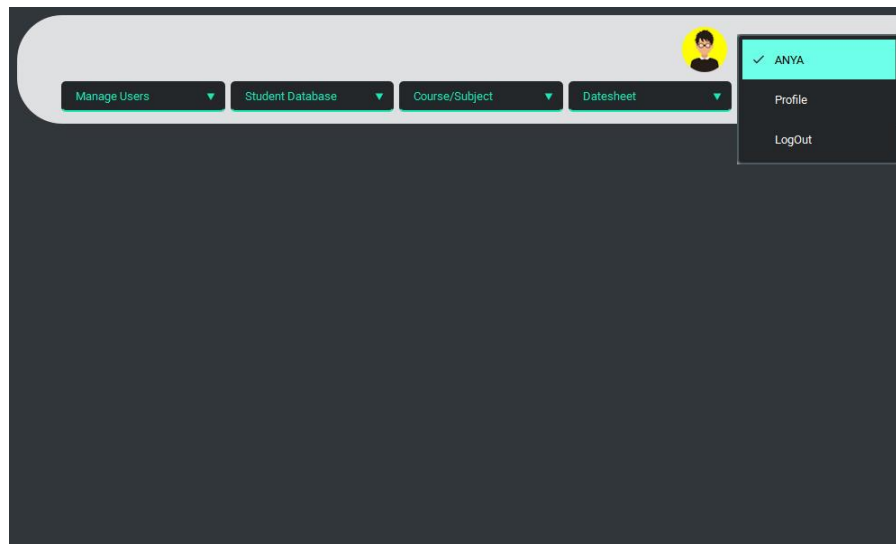 ANYA
Profile
LogOut
Manage Users Student Database Course/Subject Datesheet